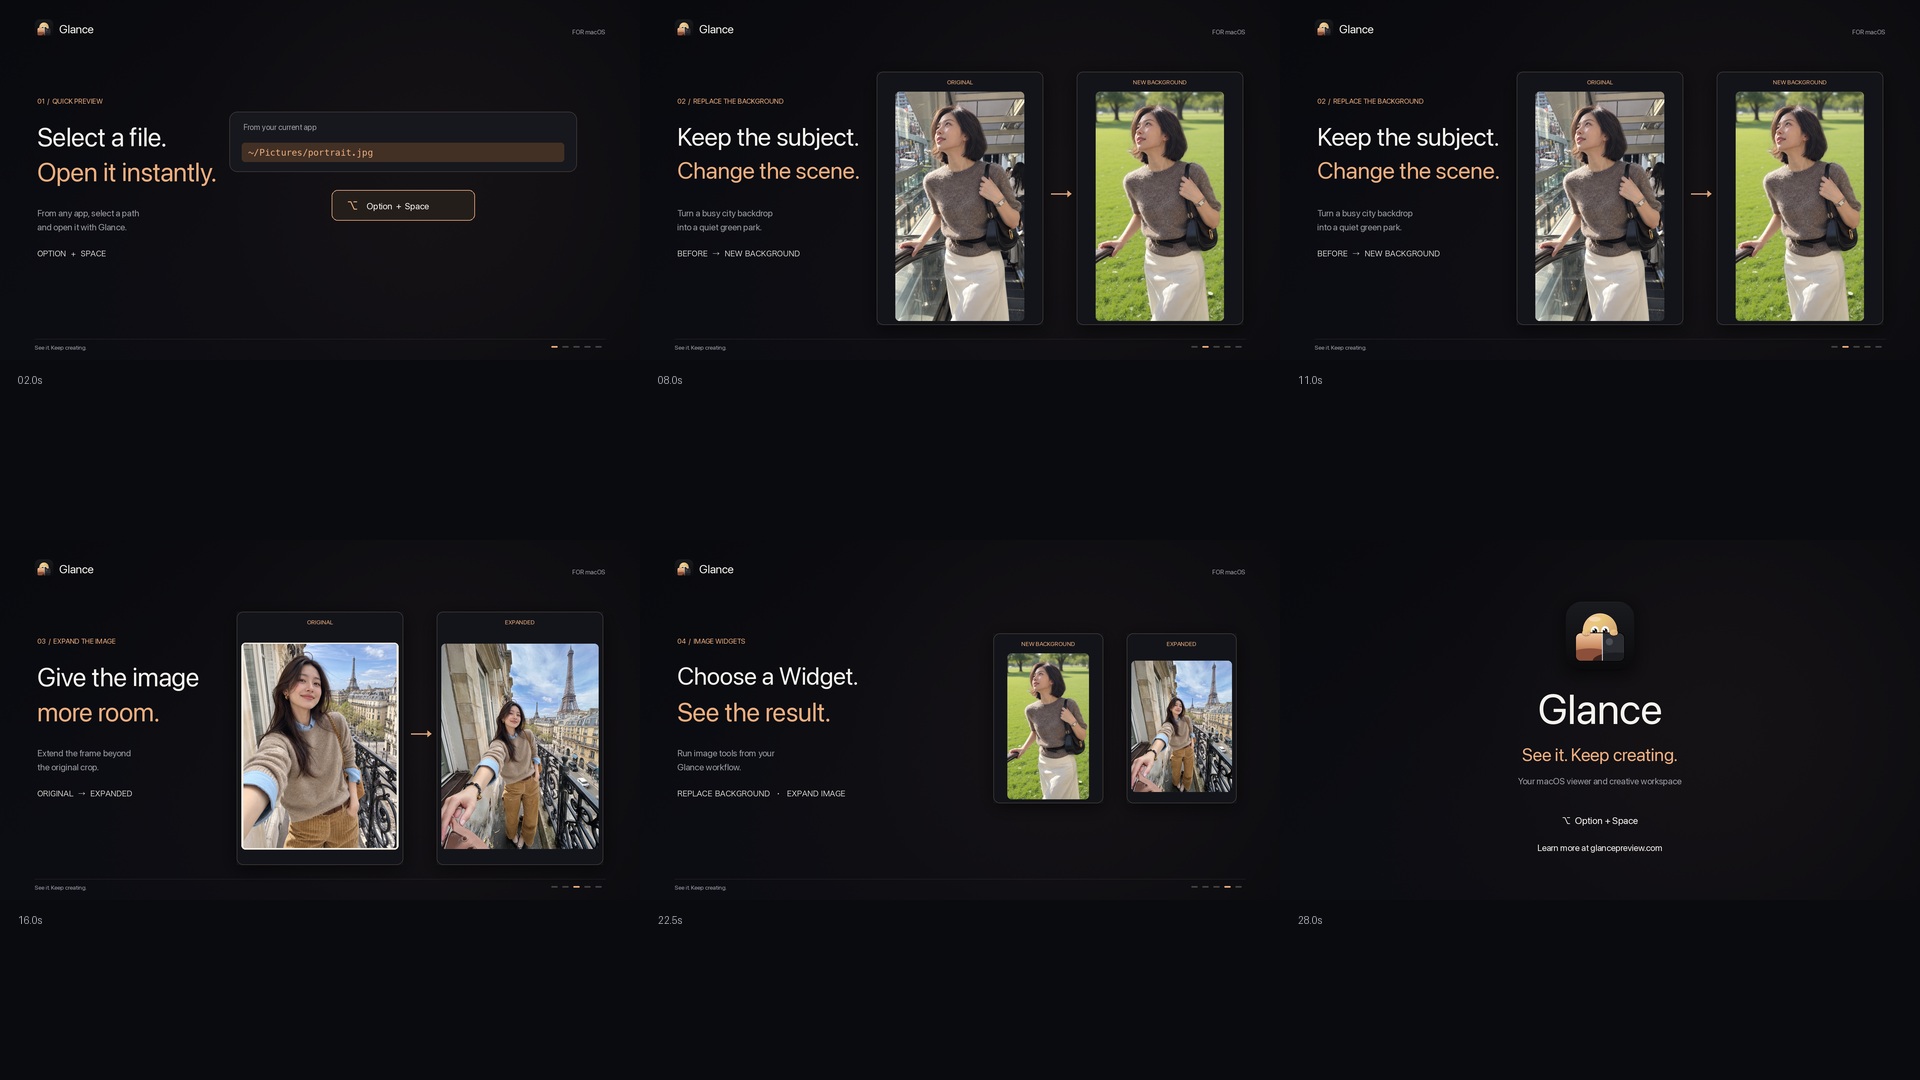 Glance
FOR macOS
01 / QUICK PREVIEW
Select a file.
Open it instantly.
From any app, select a path
and open it with Glance.
OPTION + SPACE
From your current app
~/Pictures/portrait.jpg
⌥ Option + Space
See it. Keep creating.
02.0s
Glance
FOR macOS
02 / REPLACE THE BACKGROUND
Keep the subject.
Change the scene.
Turn a busy city backdrop
into a quiet green park.
BEFORE → NEW BACKGROUND
ORIGINAL
NEW BACKGROUND
See it. Keep creating.
08.0s
Glance
FOR macOS
02 / REPLACE THE BACKGROUND
Keep the subject.
Change the scene.
Turn a busy city backdrop
into a quiet green park.
BEFORE → NEW BACKGROUND
ORIGINAL
NEW BACKGROUND
See it. Keep creating.
11.0s
Glance
FOR macOS
03 / EXPAND THE IMAGE
Give the image
more room.
Extend the frame beyond
the original crop.
ORIGINAL → EXPANDED
ORIGINAL
EXPANDED
See it. Keep creating.
16.0s
Glance
FOR macOS
04 / IMAGE WIDGETS
Choose a Widget.
See the result.
Run image tools from your
Glance workflow.
REPLACE BACKGROUND · EXPAND IMAGE
NEW BACKGROUND
EXPANDED
See it. Keep creating.
22.5s
Glance
See it. Keep creating.
Your macOS viewer and creative workspace
⌥ Option + Space
Learn more at glancepreview.com
28.0s